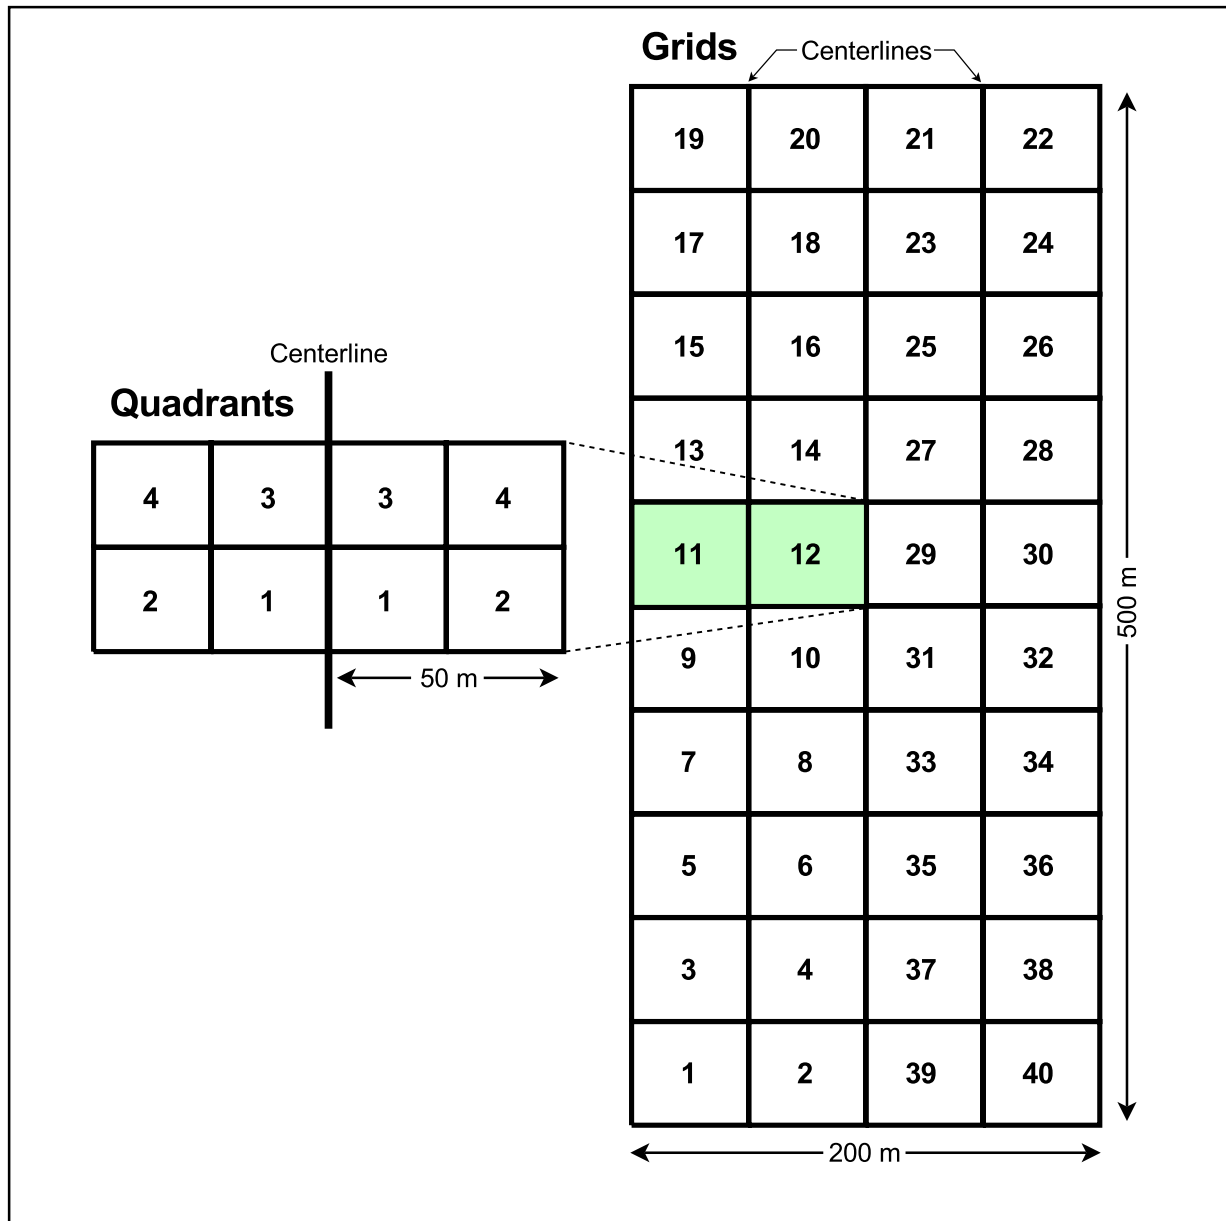 Grids
Centerlines
19 20 21 22
17 18 23 24
15 16 25 26
13 14 27 28
11 12 29 30
9 10 31 32
7 8 33 34
5 6 35 36
3 4 37 38
1 2 39 40
500 m
200 m
Centerline
Quadrants
4 3 3 4
2 1 1 2
50 m